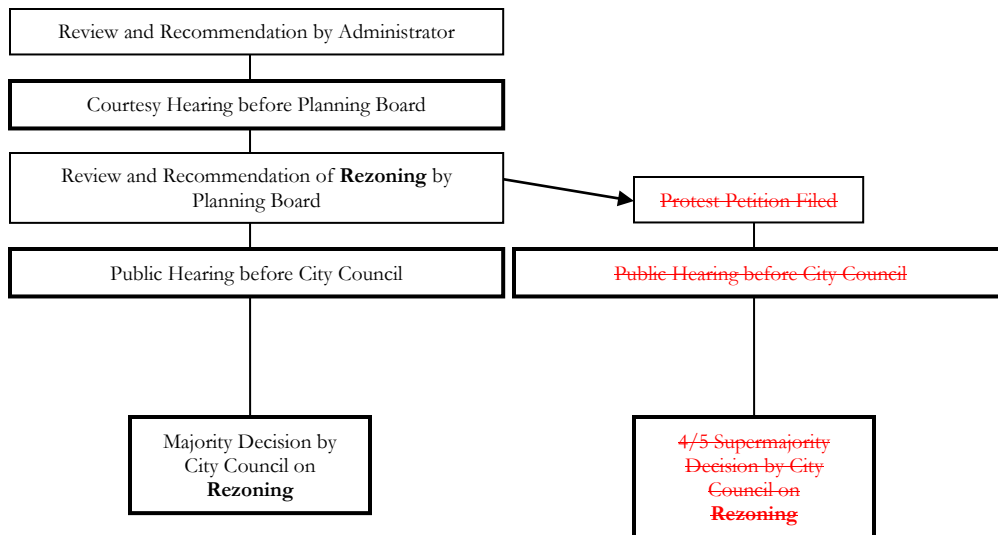 Review and Recommendation by Administrator
Courtesy Hearing before Planning Board
Review and Recommendation of Rezoning by
Planning Board
Protest Petition Filed
Public Hearing before City Council
Public Hearing before City Council
Majority Decision by
City Council on
Rezoning
4/5 Supermajority
Decision by City
Council on
Rezoning